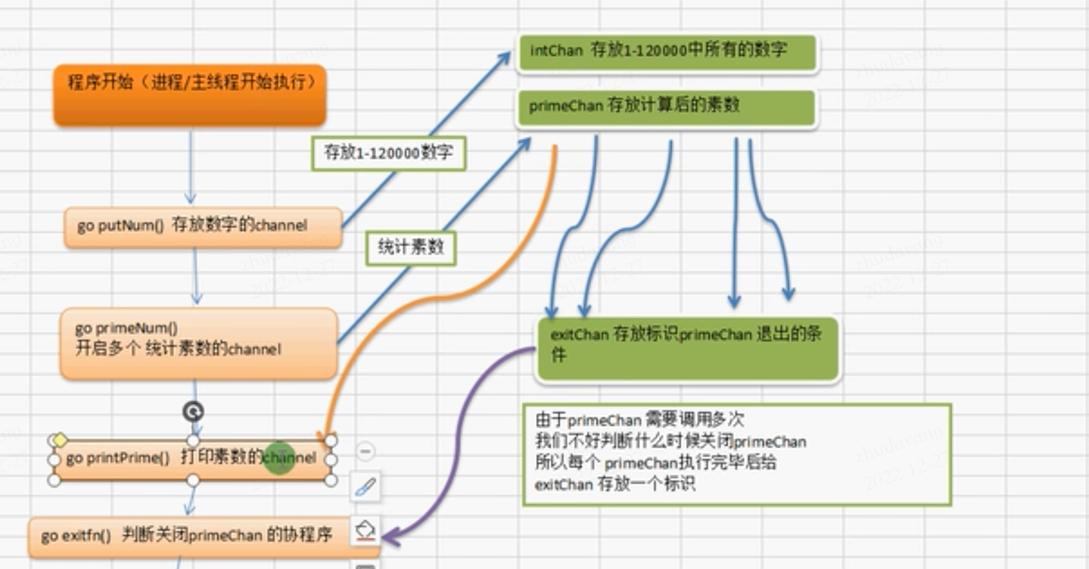 程序开始（进程/主线程开始执行）
go putNum()  存放数字的channel
go primeNum()
开启多个 统计素数的channel
go printPrime()  打印素数的channel
go exitfn()  判断关闭primeChan 的协程序
存放1-120000数字
统计素数
intChan  存放1-120000中所有的数字
primeChan 存放计算后的素数
exitChan 存放标识primeChan 退出的条
件
由于primeChan 需要调用多次
我们不好判断什么时候关闭primeChan
所以每个 primeChan执行完毕后给
exitChan 存放一个标识